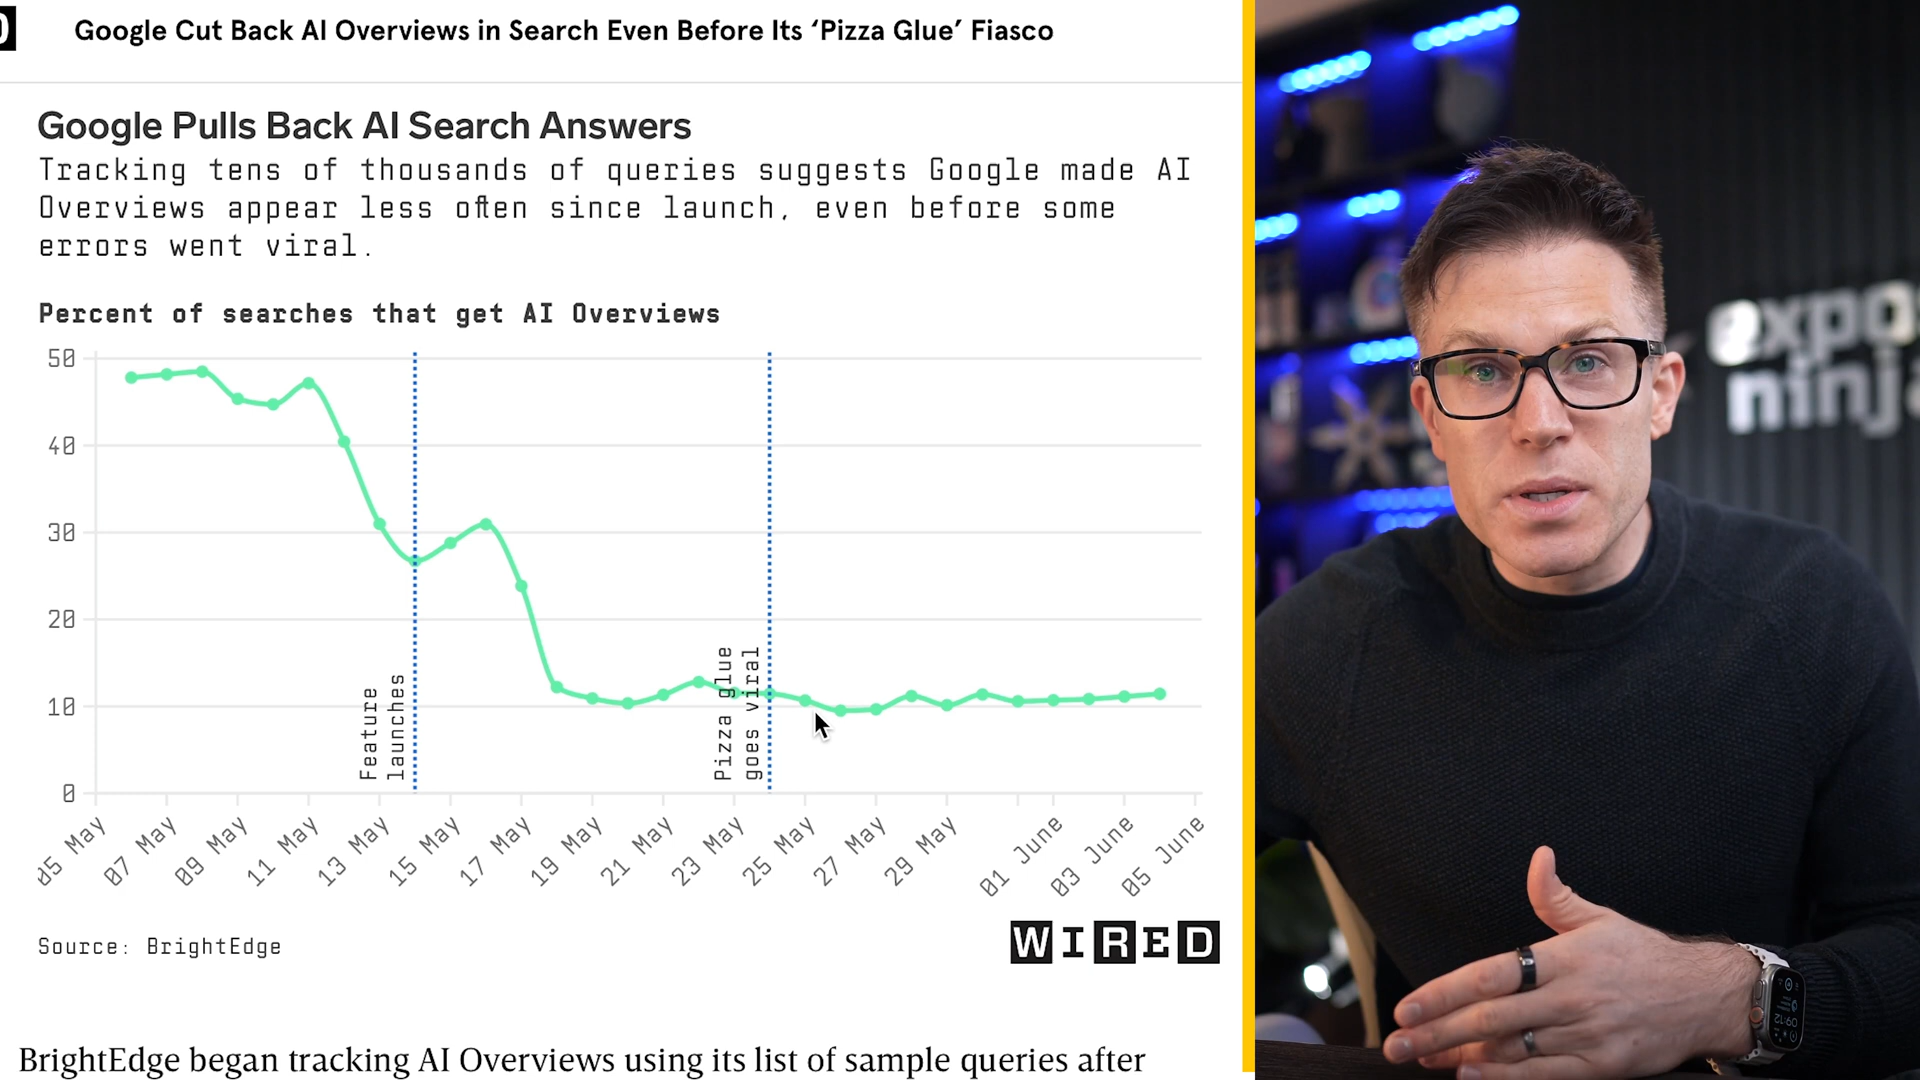 Google Cut Back AI Overviews in Search Even Before Its ‘Pizza Glue’ Fiasco
Google Pulls Back AI Search Answers
Tracking tens of thousands of queries suggests Google made AI
Overviews appear less often since launch, even before some
errors went viral.
Percent of searches that get AI Overviews
50
40
30
20
10
0
Feature
launches
Pizza glue
goes viral
05 May
07 May
09 May
11 May
13 May
15 May
17 May
19 May
21 May
23 May
25 May
27 May
29 May
01 June
03 June
05 June
Source: BrightEdge
WIRED
BrightEdge began tracking AI Overviews using its list of sample queries after
expo
ninj